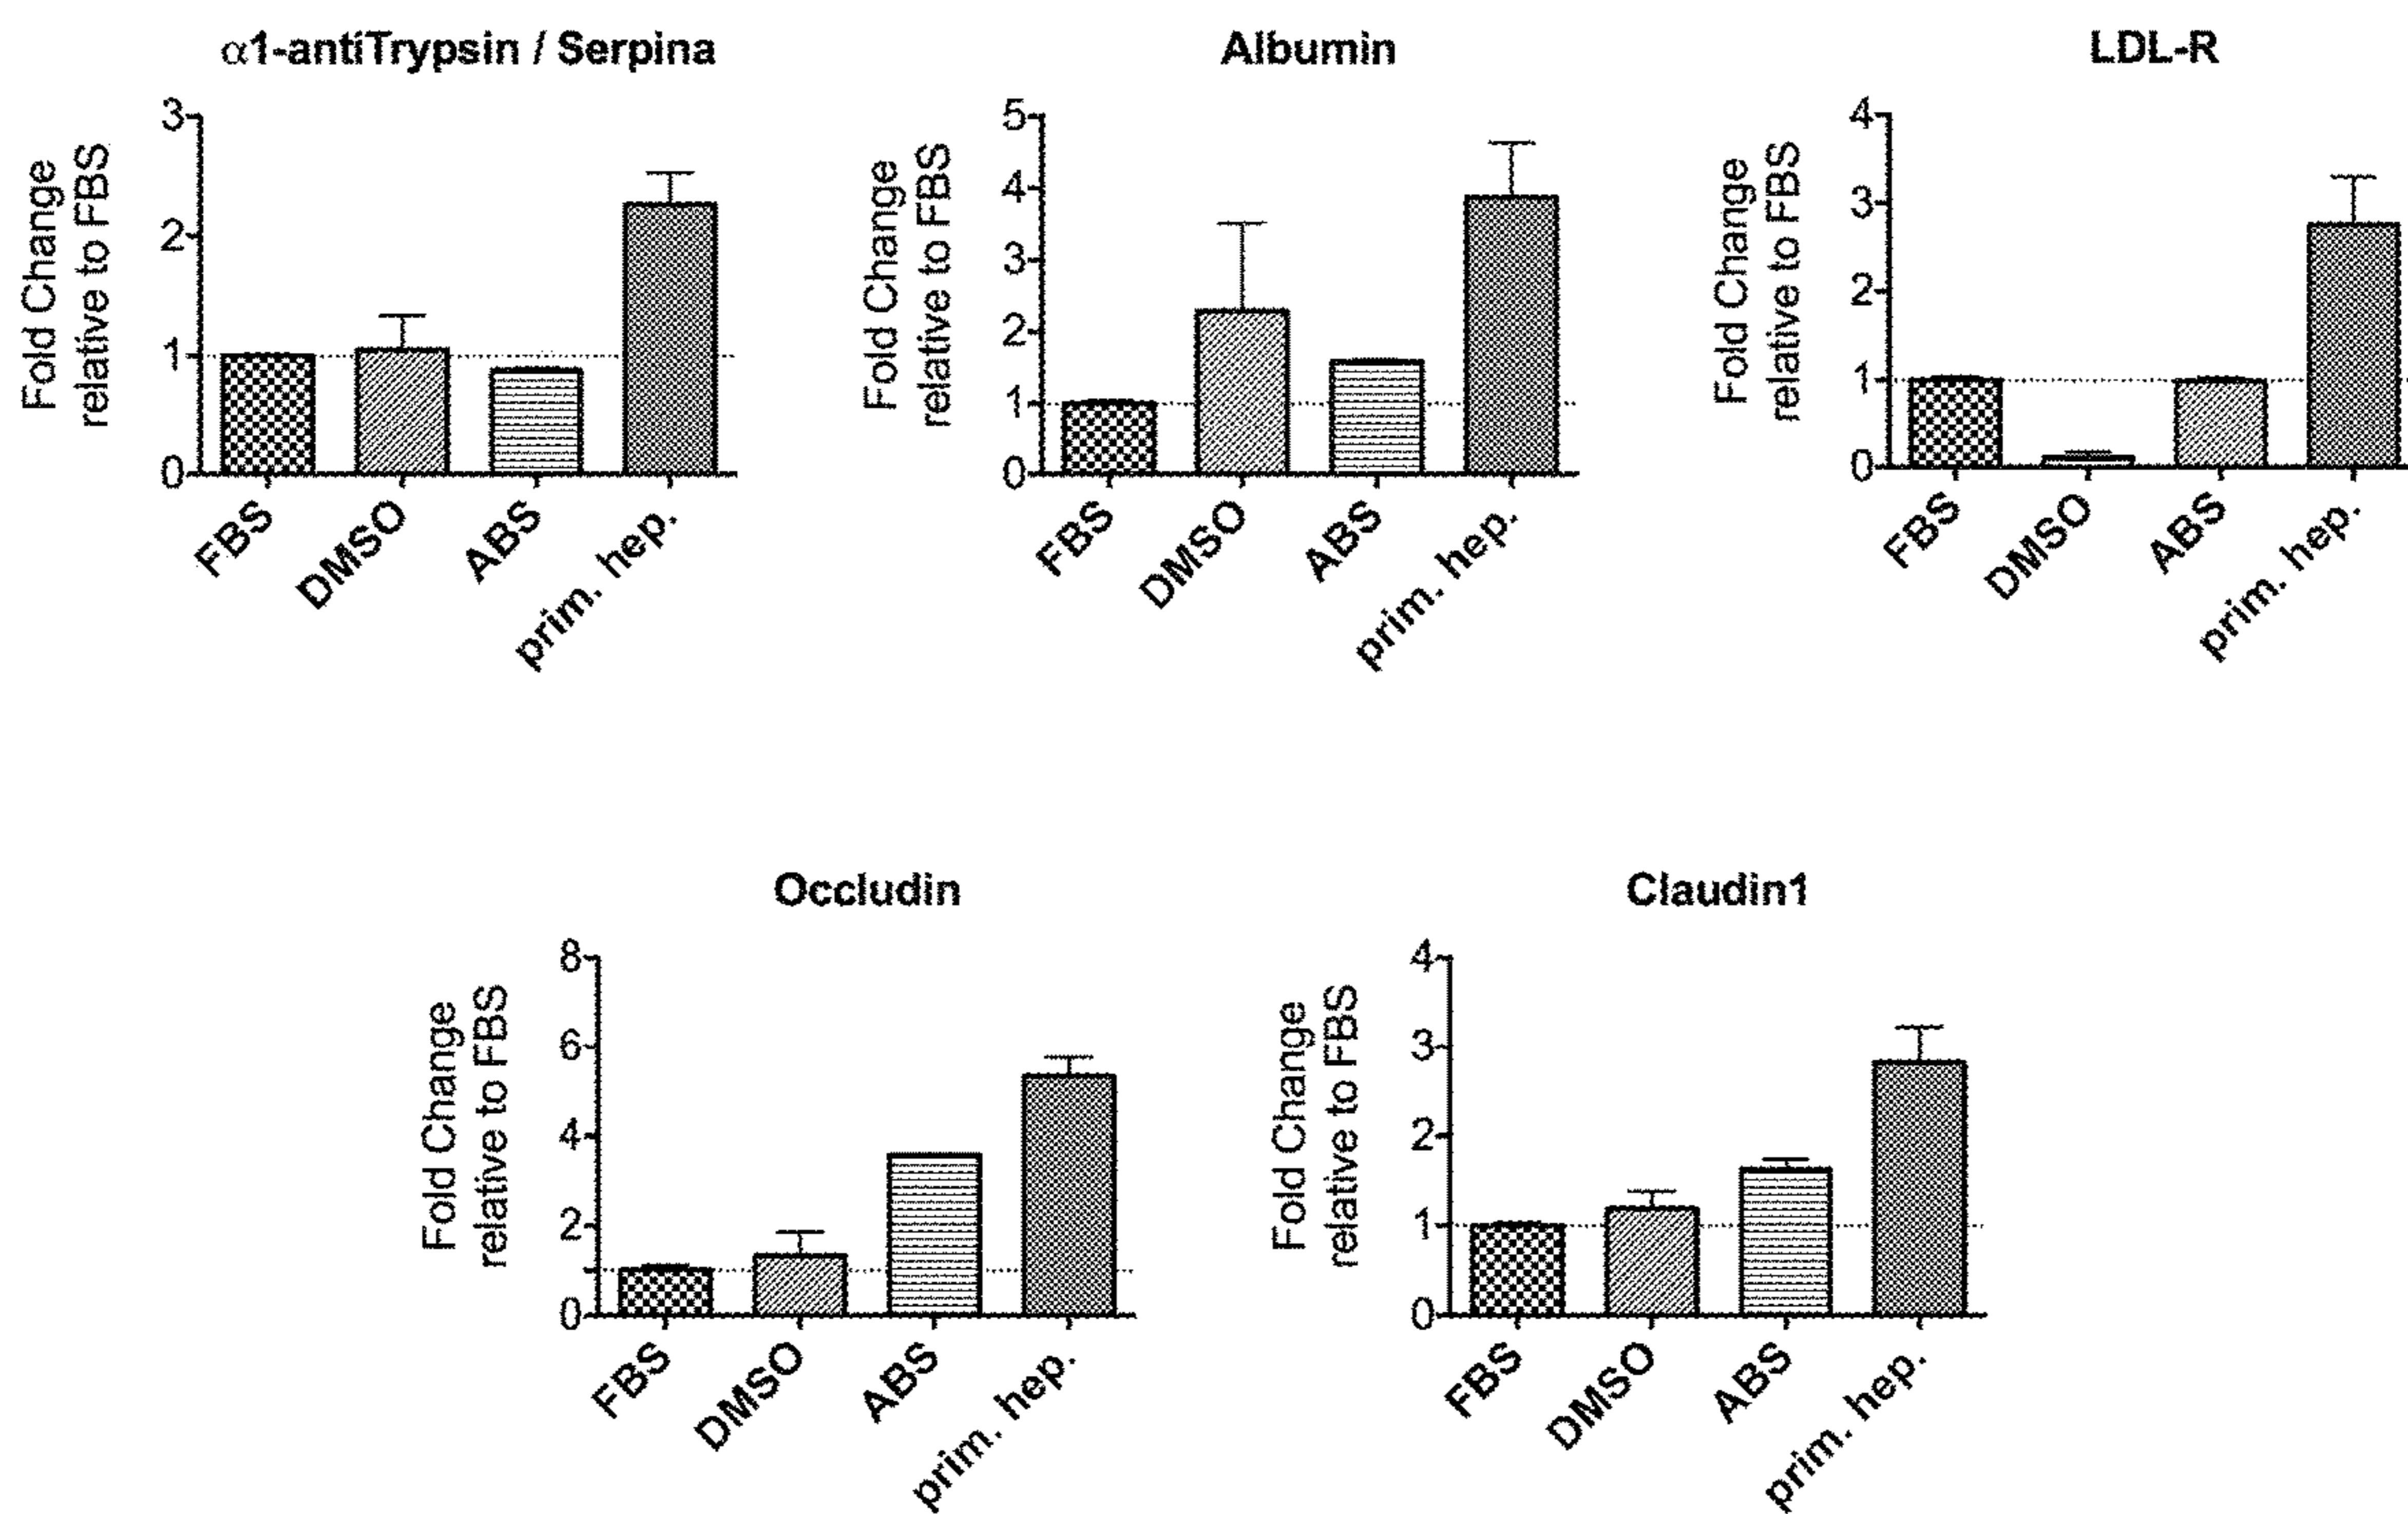 α1-antiTrypsin / Serpina
Fold Change
relative to FBS
3
2
1
0
FBS
DMSO
ABS
prim. hep.
Albumin
Fold Change
relative to FBS
5
4
3
2
1
0
FBS
DMSO
ABS
prim. hep.
LDL-R
Fold Change
relative to FBS
4
3
2
1
0
FBS
DMSO
ABS
prim. hep.
Occludin
Fold Change
relative to FBS
8
6
4
2
0
FBS
DMSO
ABS
prim. hep.
Claudin1
Fold Change
relative to FBS
4
3
2
1
0
FBS
DMSO
ABS
prim. hep.